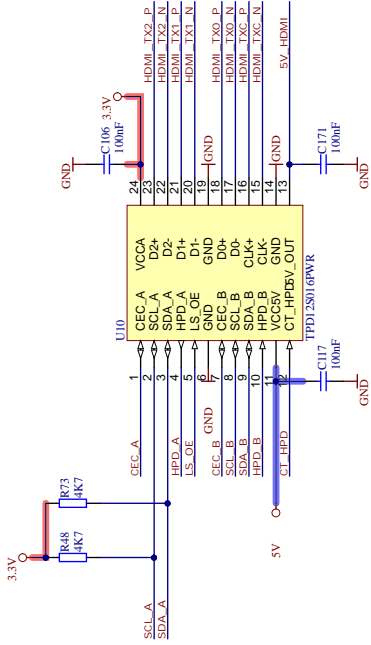 3.3V
R48
4K7
R73
4K7
SCL_A
SDA_A
CEC_A
HPD_A
LS_OE
GND
CEC_B
SCL_B
SDA_B
HPD_B
CT_HPD
5V
C117
100nF
GND
1
2
3
4
5
6
7
8
9
10
11
12
U10
CEC_A
SCL_A
SDA_A
HPD_A
LS_OE
GND
CEC_B
SCL_B
SDA_B
HPD_B
VCC5V
CT_HPD
VCCA
D2+
D2-
D1+
D1-
GND
D0+
D0-
CLK+
CLK-
GND
5V_OUT
TPD12S016PWR
24
23
22
21
20
19
18
17
16
15
14
13
GND
C106
100nF
3.3V
HDMI_TX2_P
HDMI_TX2_N
HDMI_TX1_P
HDMI_TX1_N
GND
HDMI_TX0_P
HDMI_TX0_N
HDMI_TXC_P
HDMI_TXC_N
GND
5V_HDMI
C171
100nF
GND